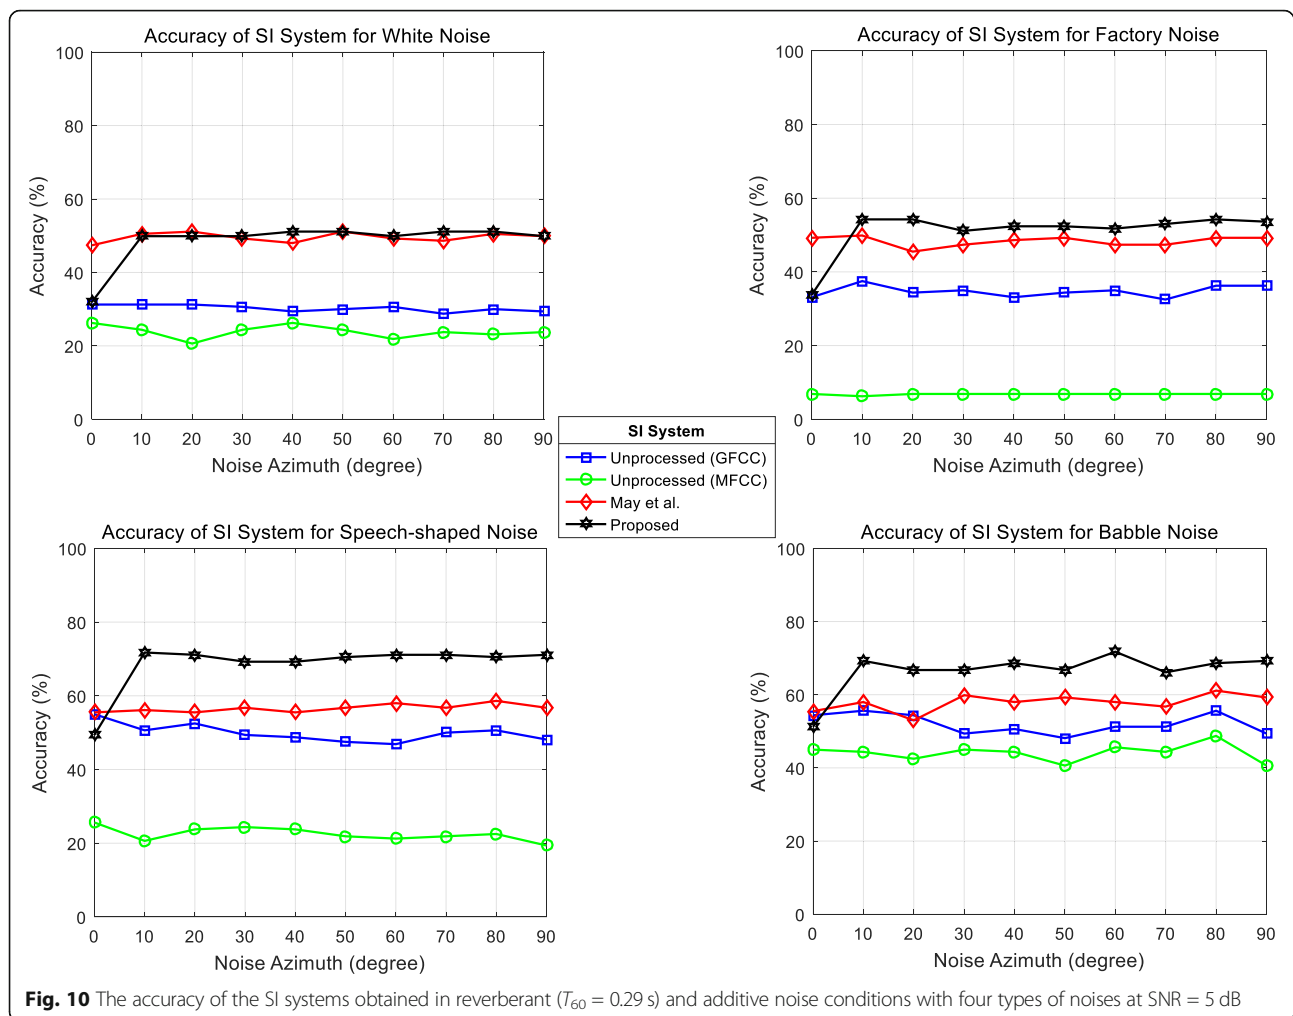 Accuracy of SI System for White Noise
100
80
60
40
20
0
Accuracy (%)
0 10 20 30 40 50 60 70 80 90
Noise Azimuth (degree)
Accuracy of SI System for Factory Noise
100
80
60
40
20
0
Accuracy (%)
0 10 20 30 40 50 60 70 80 90
Noise Azimuth (degree)
SI System
Unprocessed (GFCC)
Unprocessed (MFCC)
May et al.
Proposed
Accuracy of SI System for Speech-shaped Noise
100
80
60
40
20
0
Accuracy (%)
0 10 20 30 40 50 60 70 80 90
Noise Azimuth (degree)
Accuracy of SI System for Babble Noise
100
80
60
40
20
0
Accuracy (%)
0 10 20 30 40 50 60 70 80 90
Noise Azimuth (degree)
Fig. 10 The accuracy of the SI systems obtained in reverberant (T60 = 0.29 s) and additive noise conditions with four types of noises at SNR = 5 dB